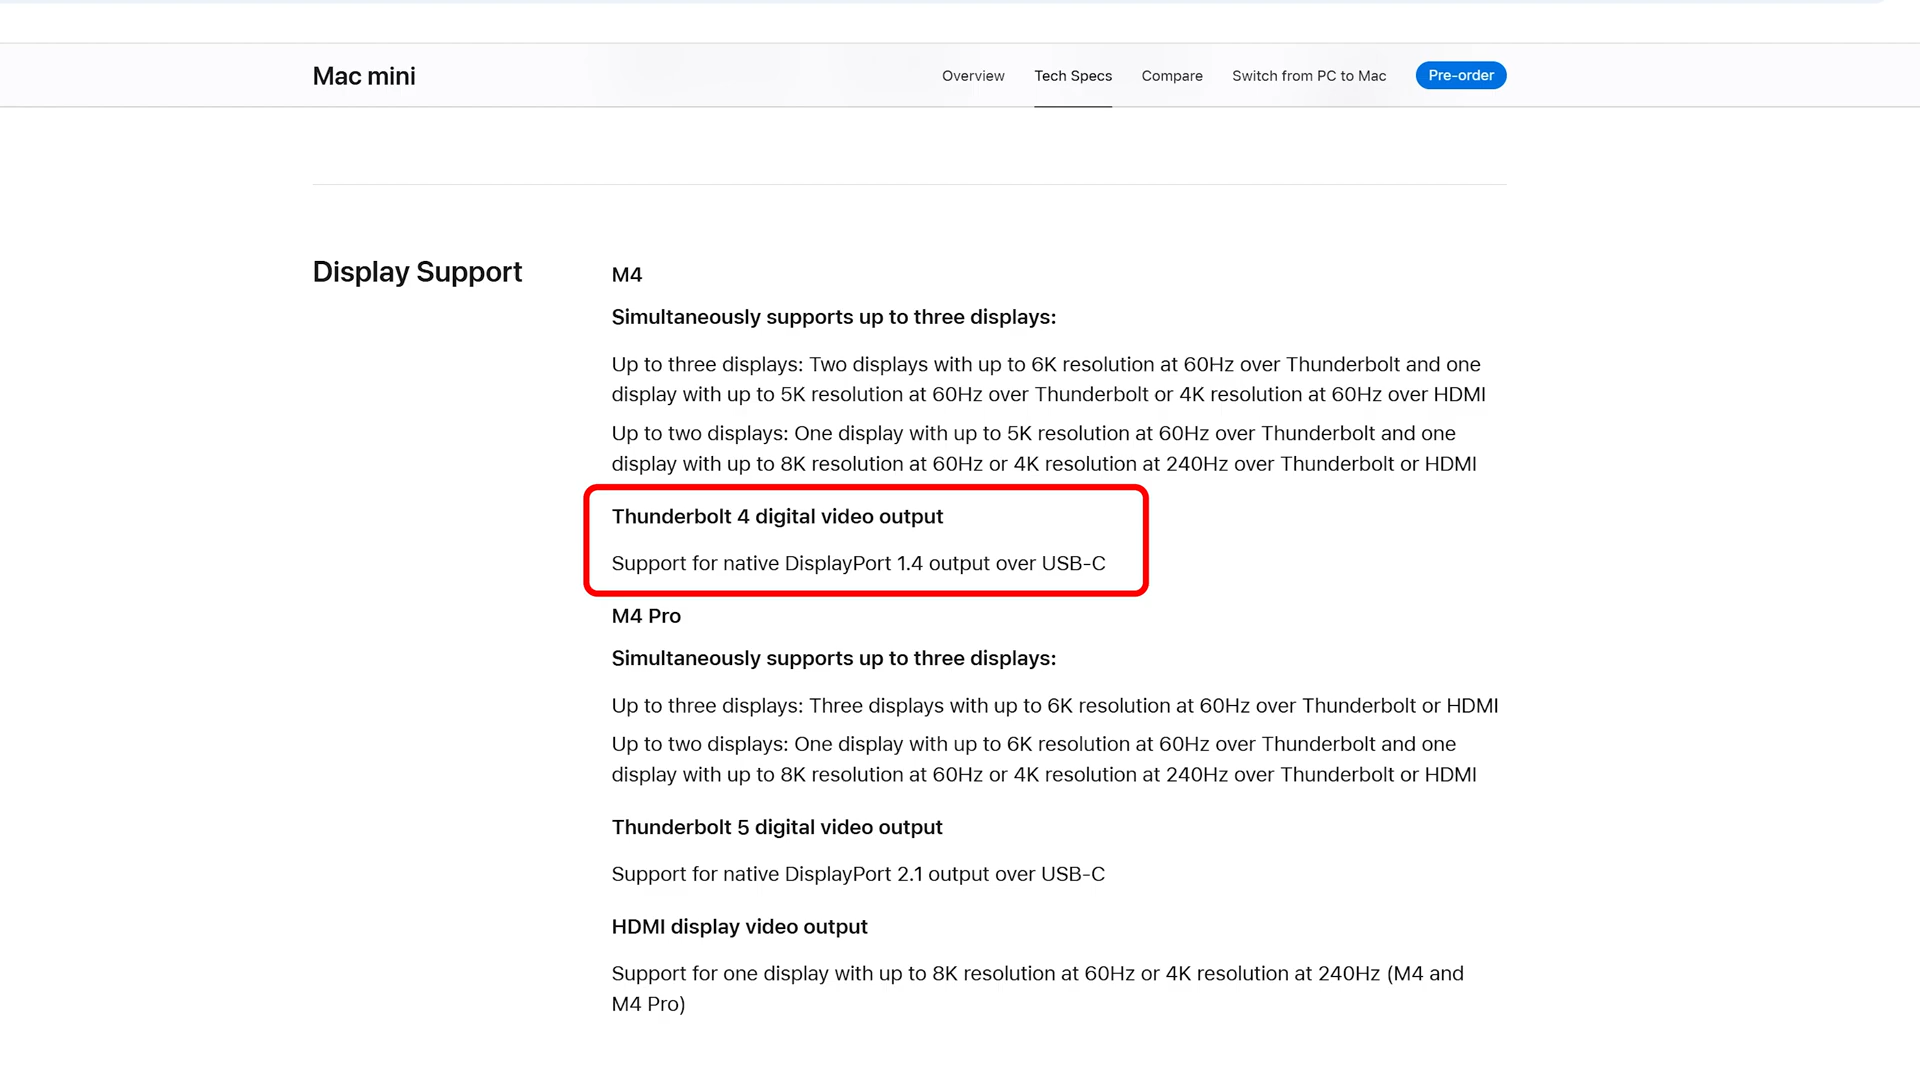 Mac mini
Overview
Tech Specs
Compare
Switch from PC to Mac
Pre-order
Display Support
M4
Simultaneously supports up to three displays:
Up to three displays: Two displays with up to 6K resolution at 60Hz over Thunderbolt and one
display with up to 5K resolution at 60Hz over Thunderbolt or 4K resolution at 60Hz over HDMI
Up to two displays: One display with up to 5K resolution at 60Hz over Thunderbolt and one
display with up to 8K resolution at 60Hz or 4K resolution at 240Hz over Thunderbolt or HDMI
Thunderbolt 4 digital video output
Support for native DisplayPort 1.4 output over USB-C
M4 Pro
Simultaneously supports up to three displays:
Up to three displays: Three displays with up to 6K resolution at 60Hz over Thunderbolt or HDMI
Up to two displays: One display with up to 6K resolution at 60Hz over Thunderbolt and one
display with up to 8K resolution at 60Hz or 4K resolution at 240Hz over Thunderbolt or HDMI
Thunderbolt 5 digital video output
Support for native DisplayPort 2.1 output over USB-C
HDMI display video output
Support for one display with up to 8K resolution at 60Hz or 4K resolution at 240Hz (M4 and
M4 Pro)